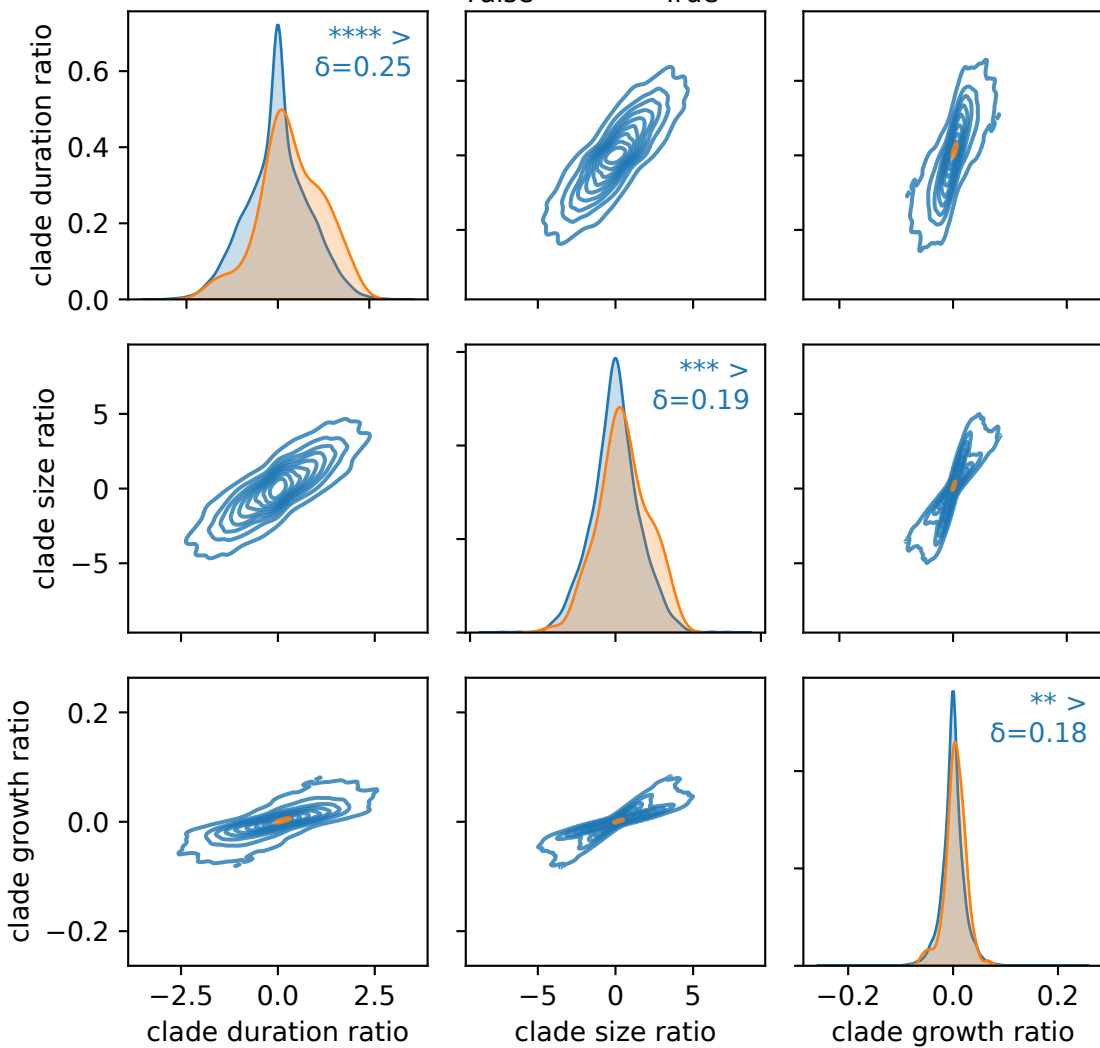 **** >
δ=0.25
clade duration ratio
0.6
0.4
0.2
0.0
*** >
δ=0.19
clade size ratio
5
0
−5
** >
δ=0.18
clade growth ratio
0.2
0.0
−0.2
−2.5 0.0 2.5 −5 0 5 −0.2 0.0 0.2
clade duration ratio clade size ratio clade growth ratio